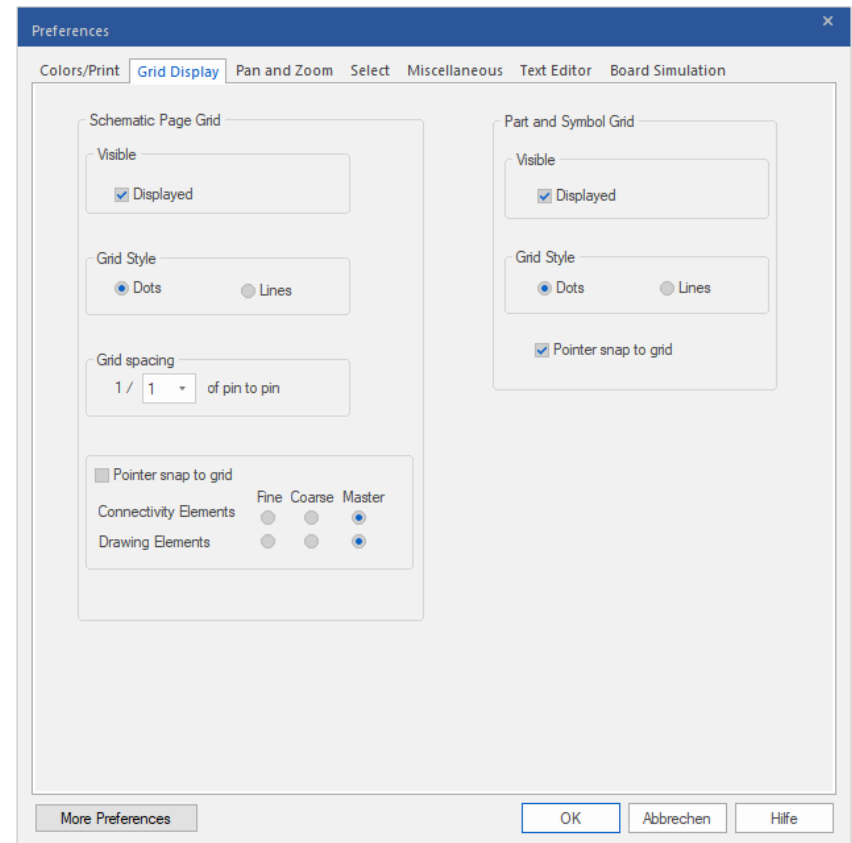 Preferences
Colors/Print Grid Display Pan and Zoom Select Miscellaneous Text Editor Board Simulation
Schematic Page Grid
Visible
Displayed
Grid Style
Dots Lines
Grid spacing
1 / 1 of pin to pin
Pointer snap to grid
Fine Coarse Master
Connectivity Elements
Drawing Elements
Part and Symbol Grid
Visible
Displayed
Grid Style
Dots Lines
Pointer snap to grid
More Preferences OK Abbrechen Hilfe